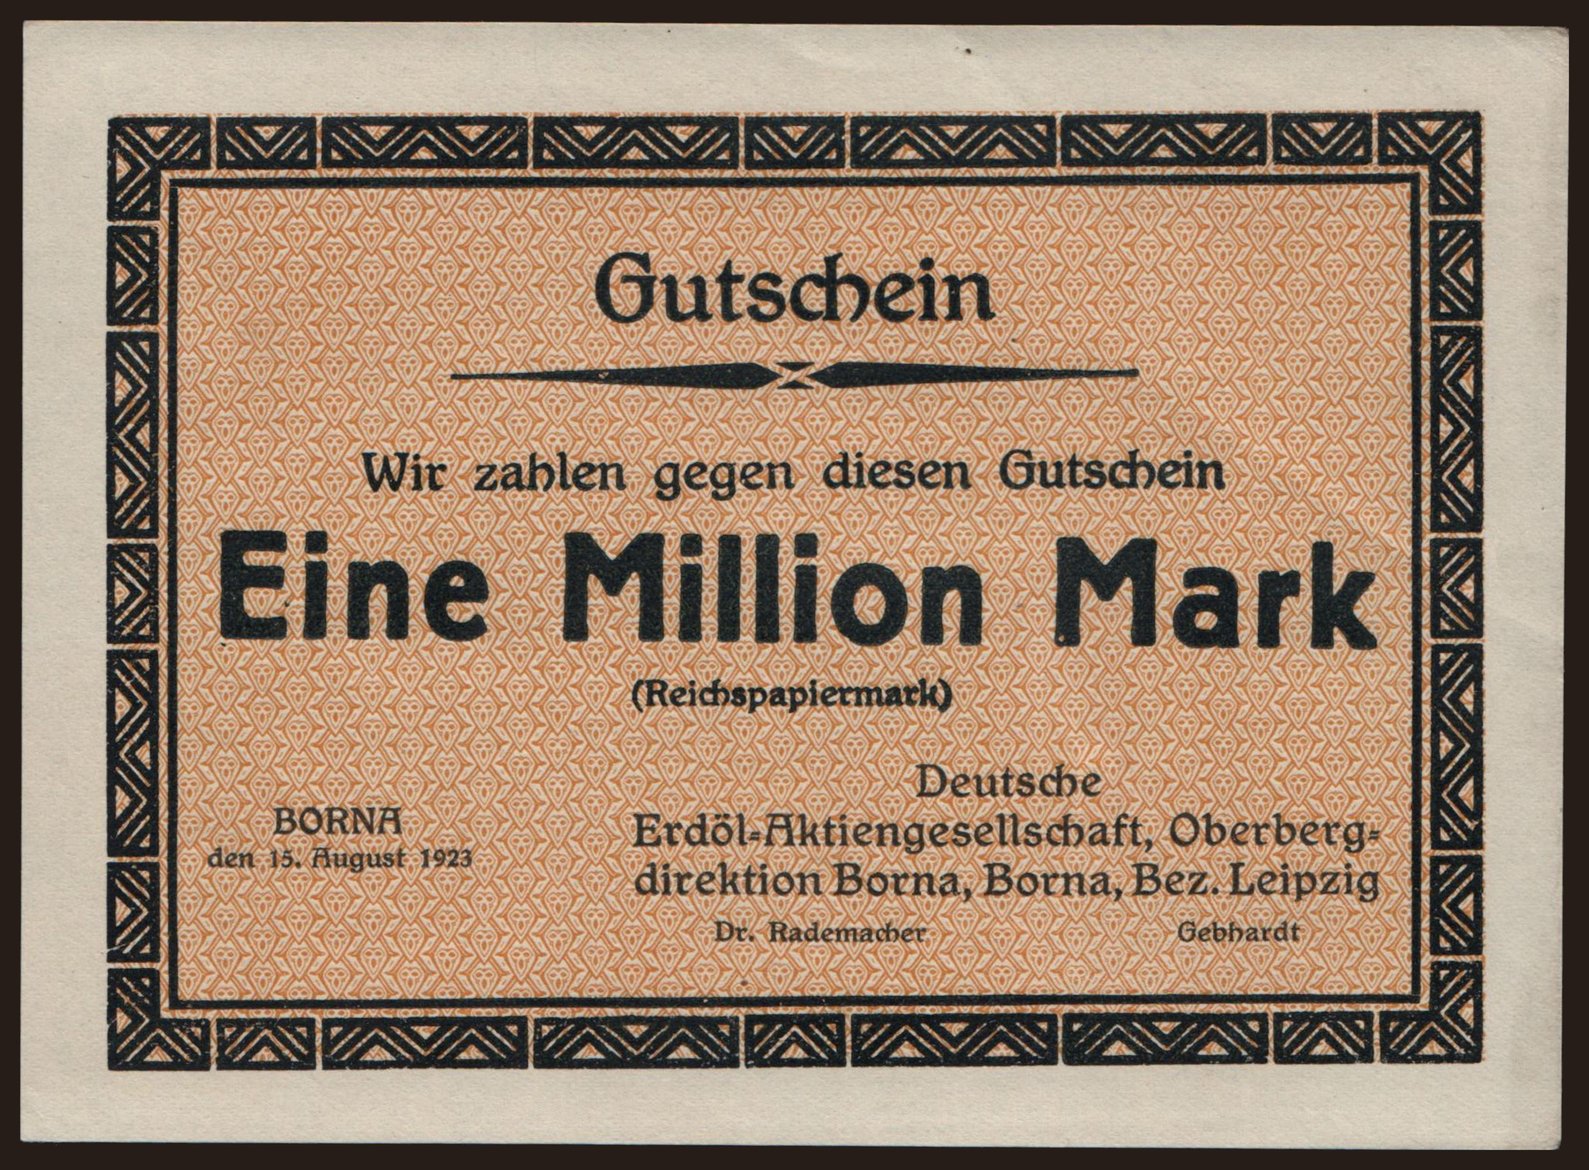 Gutschein
Wir zahlen gegen diesen Gutschein
Eine Million Mark
(Reichspapiermark)
BORNA
den 15. August 1923
Deutsche
Erdöl=Aktiengesellschaft, Oberberg=
direktion Borna, Borna, Bez. Leipzig
Dr. Rademacher Gebhardt